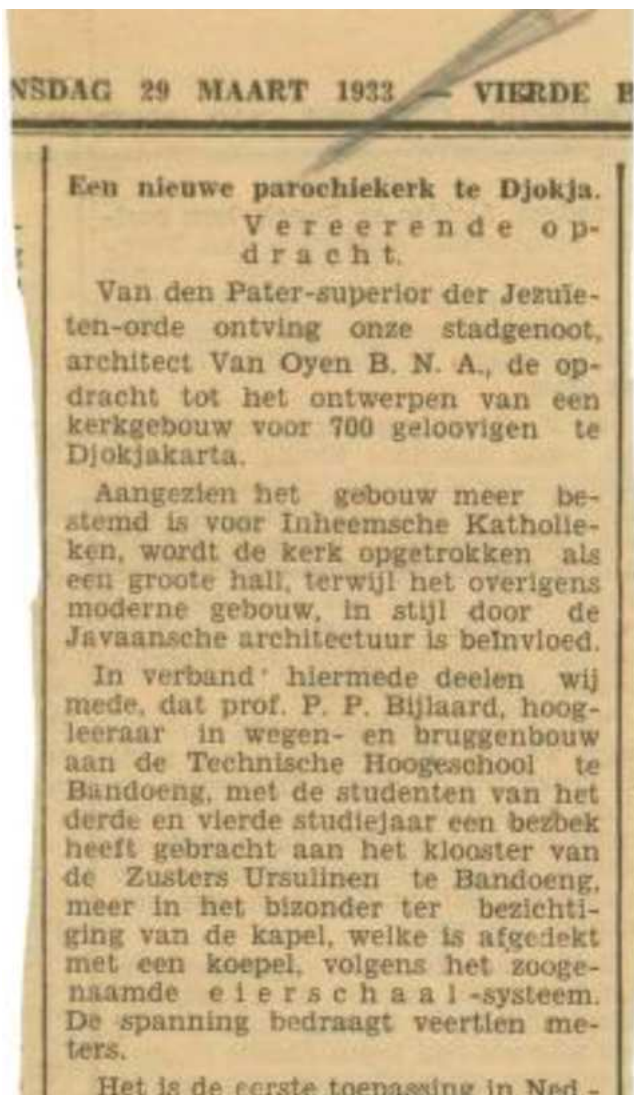 NSDAG 29 MAART 1933 — VIERDE B
Een nieuwe parochiekerk te Djokja.
Vereerende op-
dracht.
Van den Pater-superior der Jezuïe-
ten-orde ontving onze stadgenoot,
architect Van Oyen B. N. A., de op-
dracht tot het ontwerpen van een
kerkgebouw voor 700 geloovigen te
Djokjakarta.
Aangezien het gebouw meer be-
stemd is voor Inheemsche Katholie-
ken, wordt de kerk opgetrokken als
een groote hall, terwijl het overigens
moderne gebouw, in stijl door de
Javaansche architectuur is beïnvloed.
In verband hiermede deelen wij
mede, dat prof. P. P. Bijlaard, hoog-
leeraar in wegen- en bruggenbouw
aan de Technische Hoogeschool te
Bandoeng, met de studenten van het
derde en vierde studiejaar een bezbek
heeft gebracht aan het klooster van
de Zusters Ursulinen te Bandoeng,
meer in het bizonder ter bezichti-
ging van de kapel, welke is afgedekt
met een koepel, volgens het zooge-
naamde eierschaal-systeem.
De spanning bedraagt veertien me-
ters.
Het is de eerste toepassing in Ned -